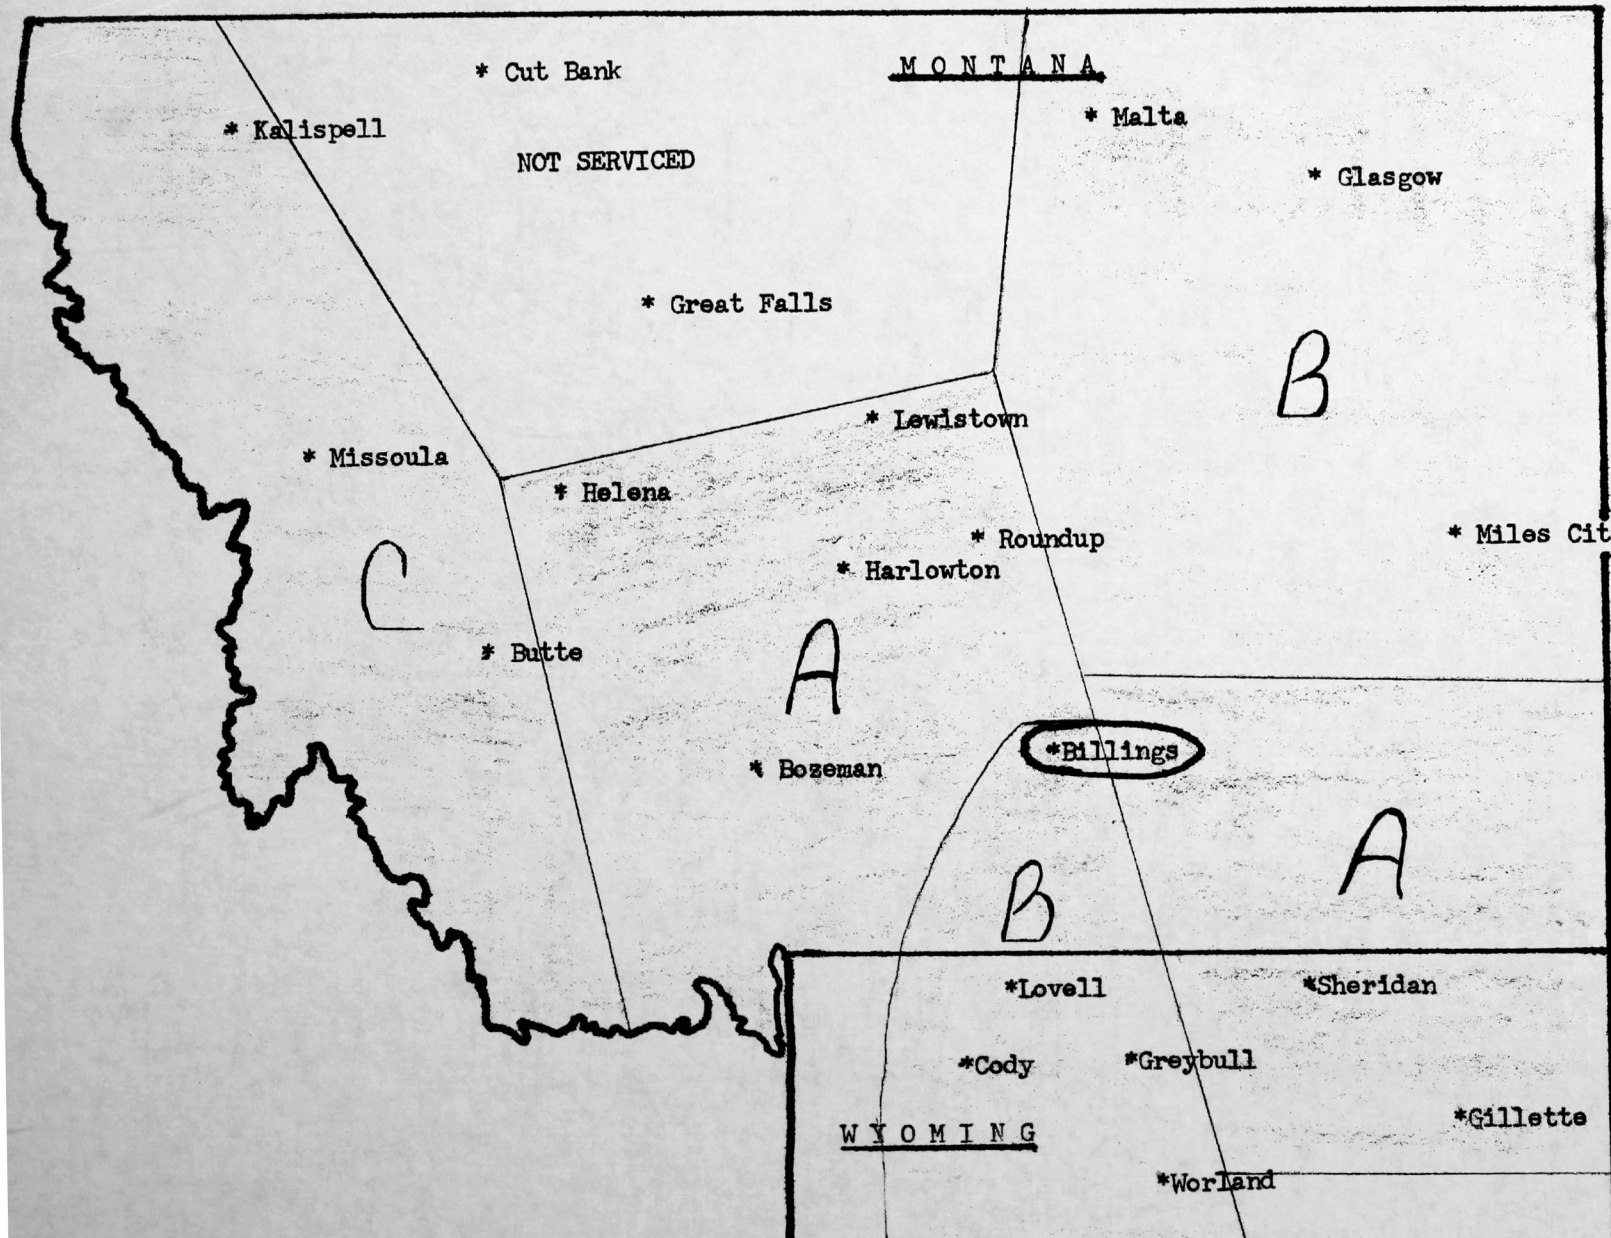 MONTANA
* Cut Bank
* Malta
* Kalispell
NOT SERVICED
* Glasgow
* Great Falls
B
* Lewistown
* Missoula
* Helena
* Roundup
* Miles Cit
* Harlowton
C
A
* Butte
*Billings
* Bozeman
A
B
*Lovell
*Sheridan
*Cody
*Greybull
*Gillette
WYOMING
*Worland